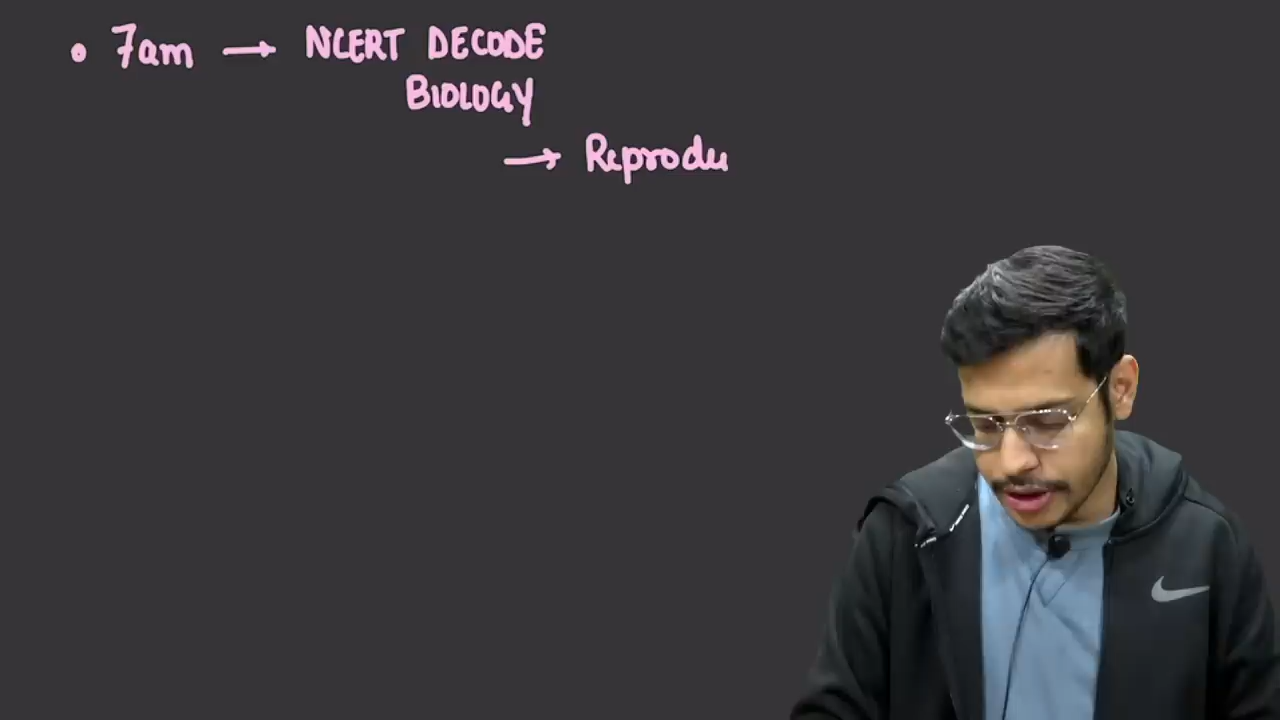 • 7am → NCERT DECODE
BIOLOGY
→ Reprodu